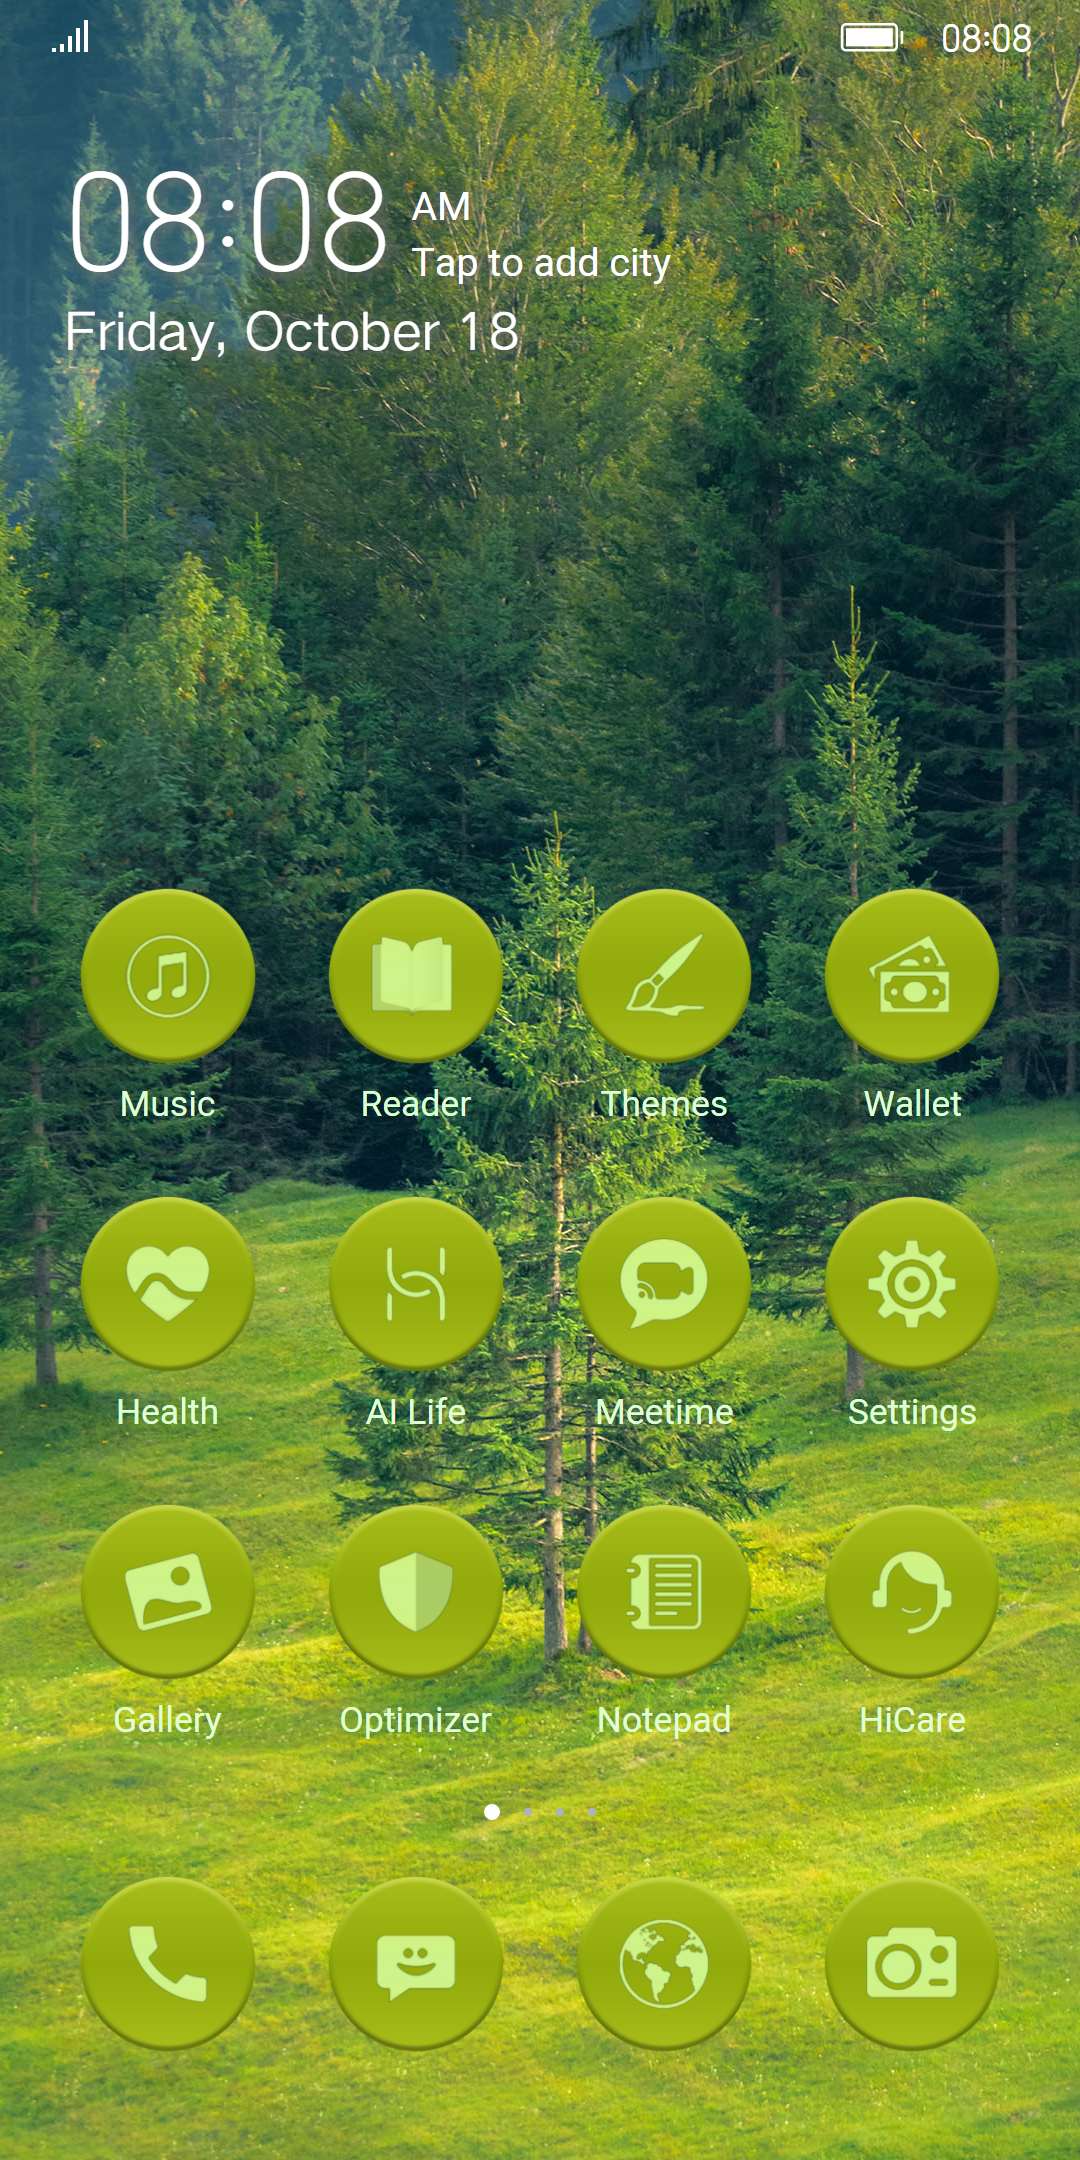 08:08
08:08 AM
Tap to add city
Friday, October 18
Music Reader Themes Wallet
Health AI Life Meetime Settings
Gallery Optimizer Notepad HiCare